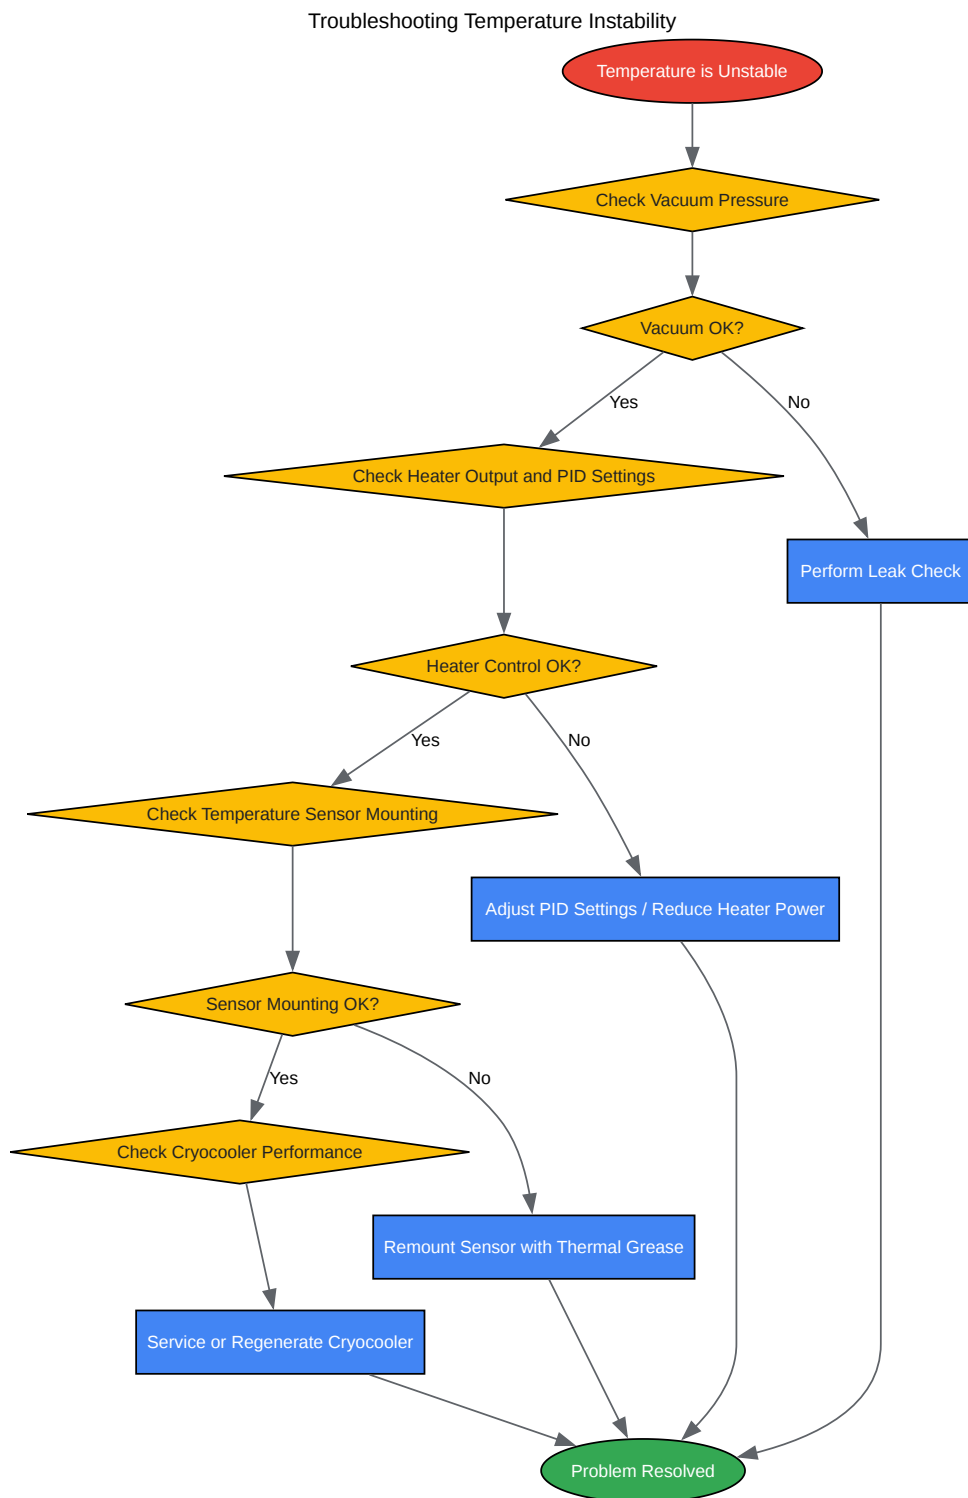 Troubleshooting Temperature Instability
Temperature is Unstable
Check Vacuum Pressure
Vacuum OK?
Yes
No
Check Heater Output and PID Settings
Perform Leak Check
Heater Control OK?
Yes
No
Check Temperature Sensor Mounting
Adjust PID Settings / Reduce Heater Power
Sensor Mounting OK?
Yes
No
Check Cryocooler Performance
Remount Sensor with Thermal Grease
Service or Regenerate Cryocooler
Problem Resolved